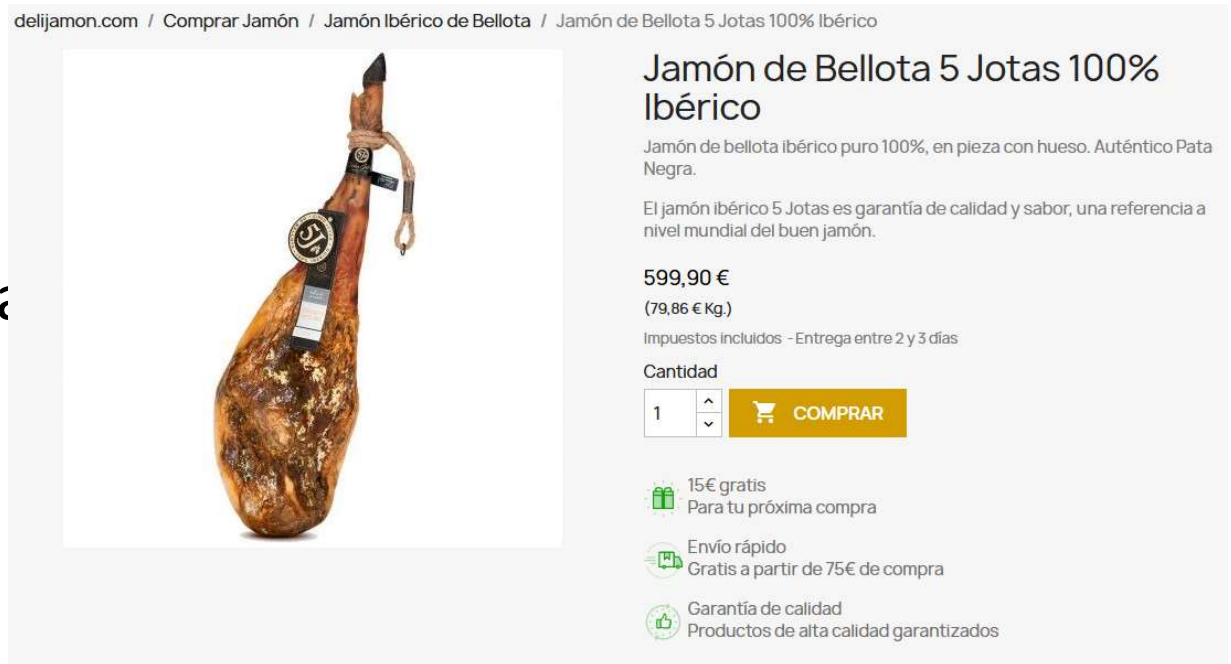 delijamon.com / Comprar Jamón / Jamón Ibérico de Bellota / Jamón de Bellota 5 Jotas 100% Ibérico
Jamón de Bellota 5 Jotas 100%
Ibérico
Jamón de bellota ibérico puro 100%, en pieza con hueso. Auténtico Pata
Negra.
El jamón ibérico 5 Jotas es garantía de calidad y sabor, una referencia a
nivel mundial del buen jamón.
599,90 €
(79,86 € Kg.)
Impuestos incluidos - Entrega entre 2 y 3 días
Cantidad
1
COMPRAR
15€ gratis
Para tu próxima compra
Envío rápido
Gratis a partir de 75€ de compra
Garantía de calidad
Productos de alta calidad garantizados
5J